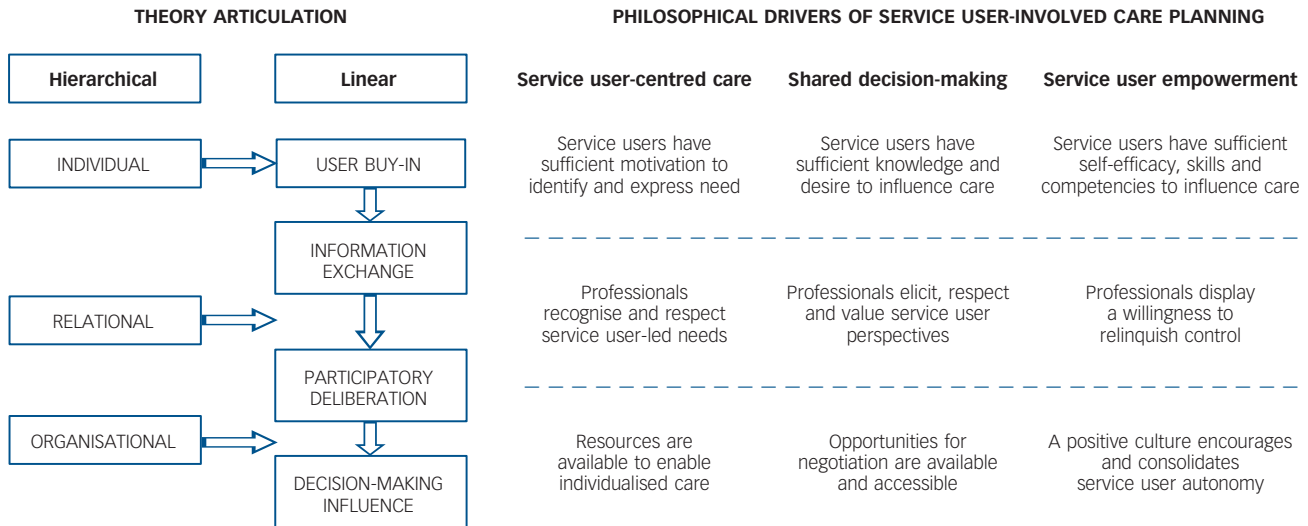 THEORY ARTICULATION
PHILOSOPHICAL DRIVERS OF SERVICE USER-INVOLVED CARE PLANNING
Hierarchical
Linear
Service user-centred care
Shared decision-making
Service user empowerment
INDIVIDUAL
USER BUY-IN
Service users have
sufficient motivation to
identify and express need
Service users have
sufficient knowledge and
desire to influence care
Service users have sufficient
self-efficacy, skills and
competencies to influence care
INFORMATION
EXCHANGE
RELATIONAL
Professionals
recognise and respect
service user-led needs
Professionals elicit, respect
and value service user
perspectives
Professionals display
a willingness to
relinquish control
PARTICIPATORY
DELIBERATION
ORGANISATIONAL
Resources are
available to enable
individualised care
Opportunities for
negotiation are available
and accessible
A positive culture encourages
and consolidates
service user autonomy
DECISION-MAKING
INFLUENCE